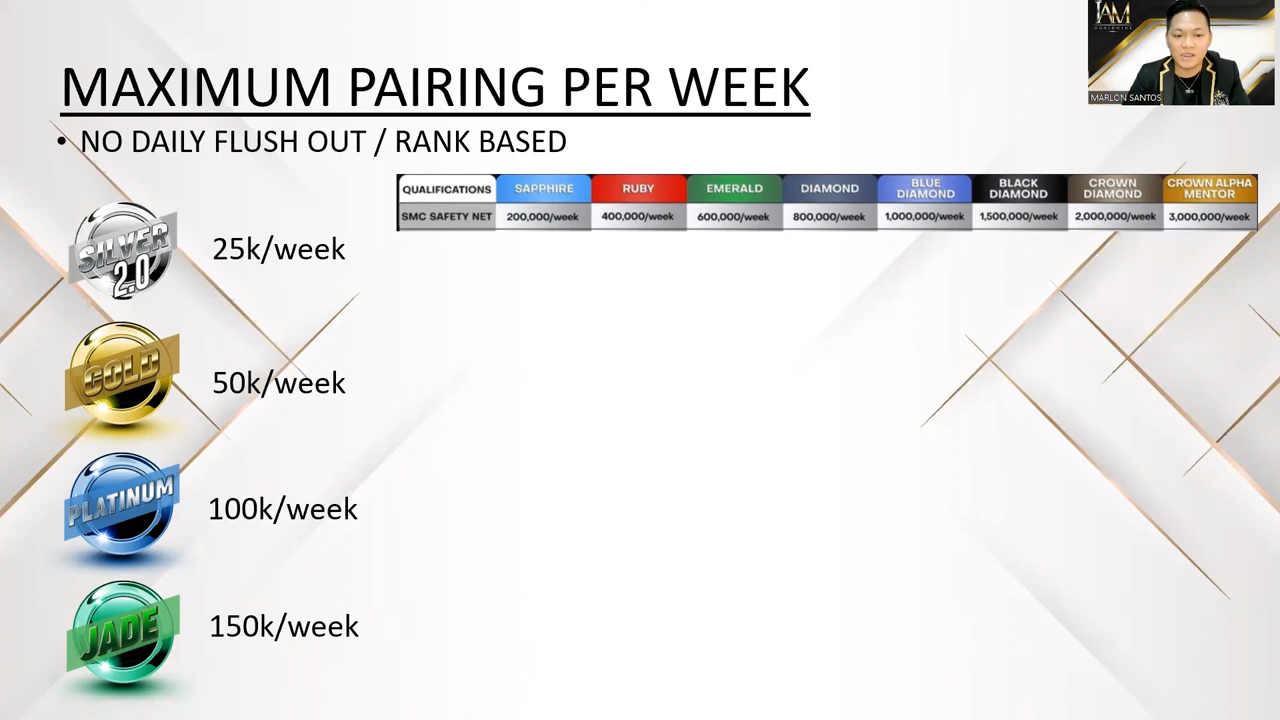 IAM
WORLDWIDE
MARLON SANTOS
MAXIMUM PAIRING PER WEEK
• NO DAILY FLUSH OUT / RANK BASED
QUALIFICATIONS SAPPHIRE RUBY EMERALD DIAMOND BLUE DIAMOND BLACK DIAMOND CROWN DIAMOND CROWN ALPHA MENTOR
SMC SAFETY NET 200,000/week 400,000/week 600,000/week 800,000/week 1,000,000/week 1,500,000/week 2,000,000/week 3,000,000/week
SILVER
2.0
25k/week
GOLD
50k/week
PLATINUM
100k/week
JADE
150k/week